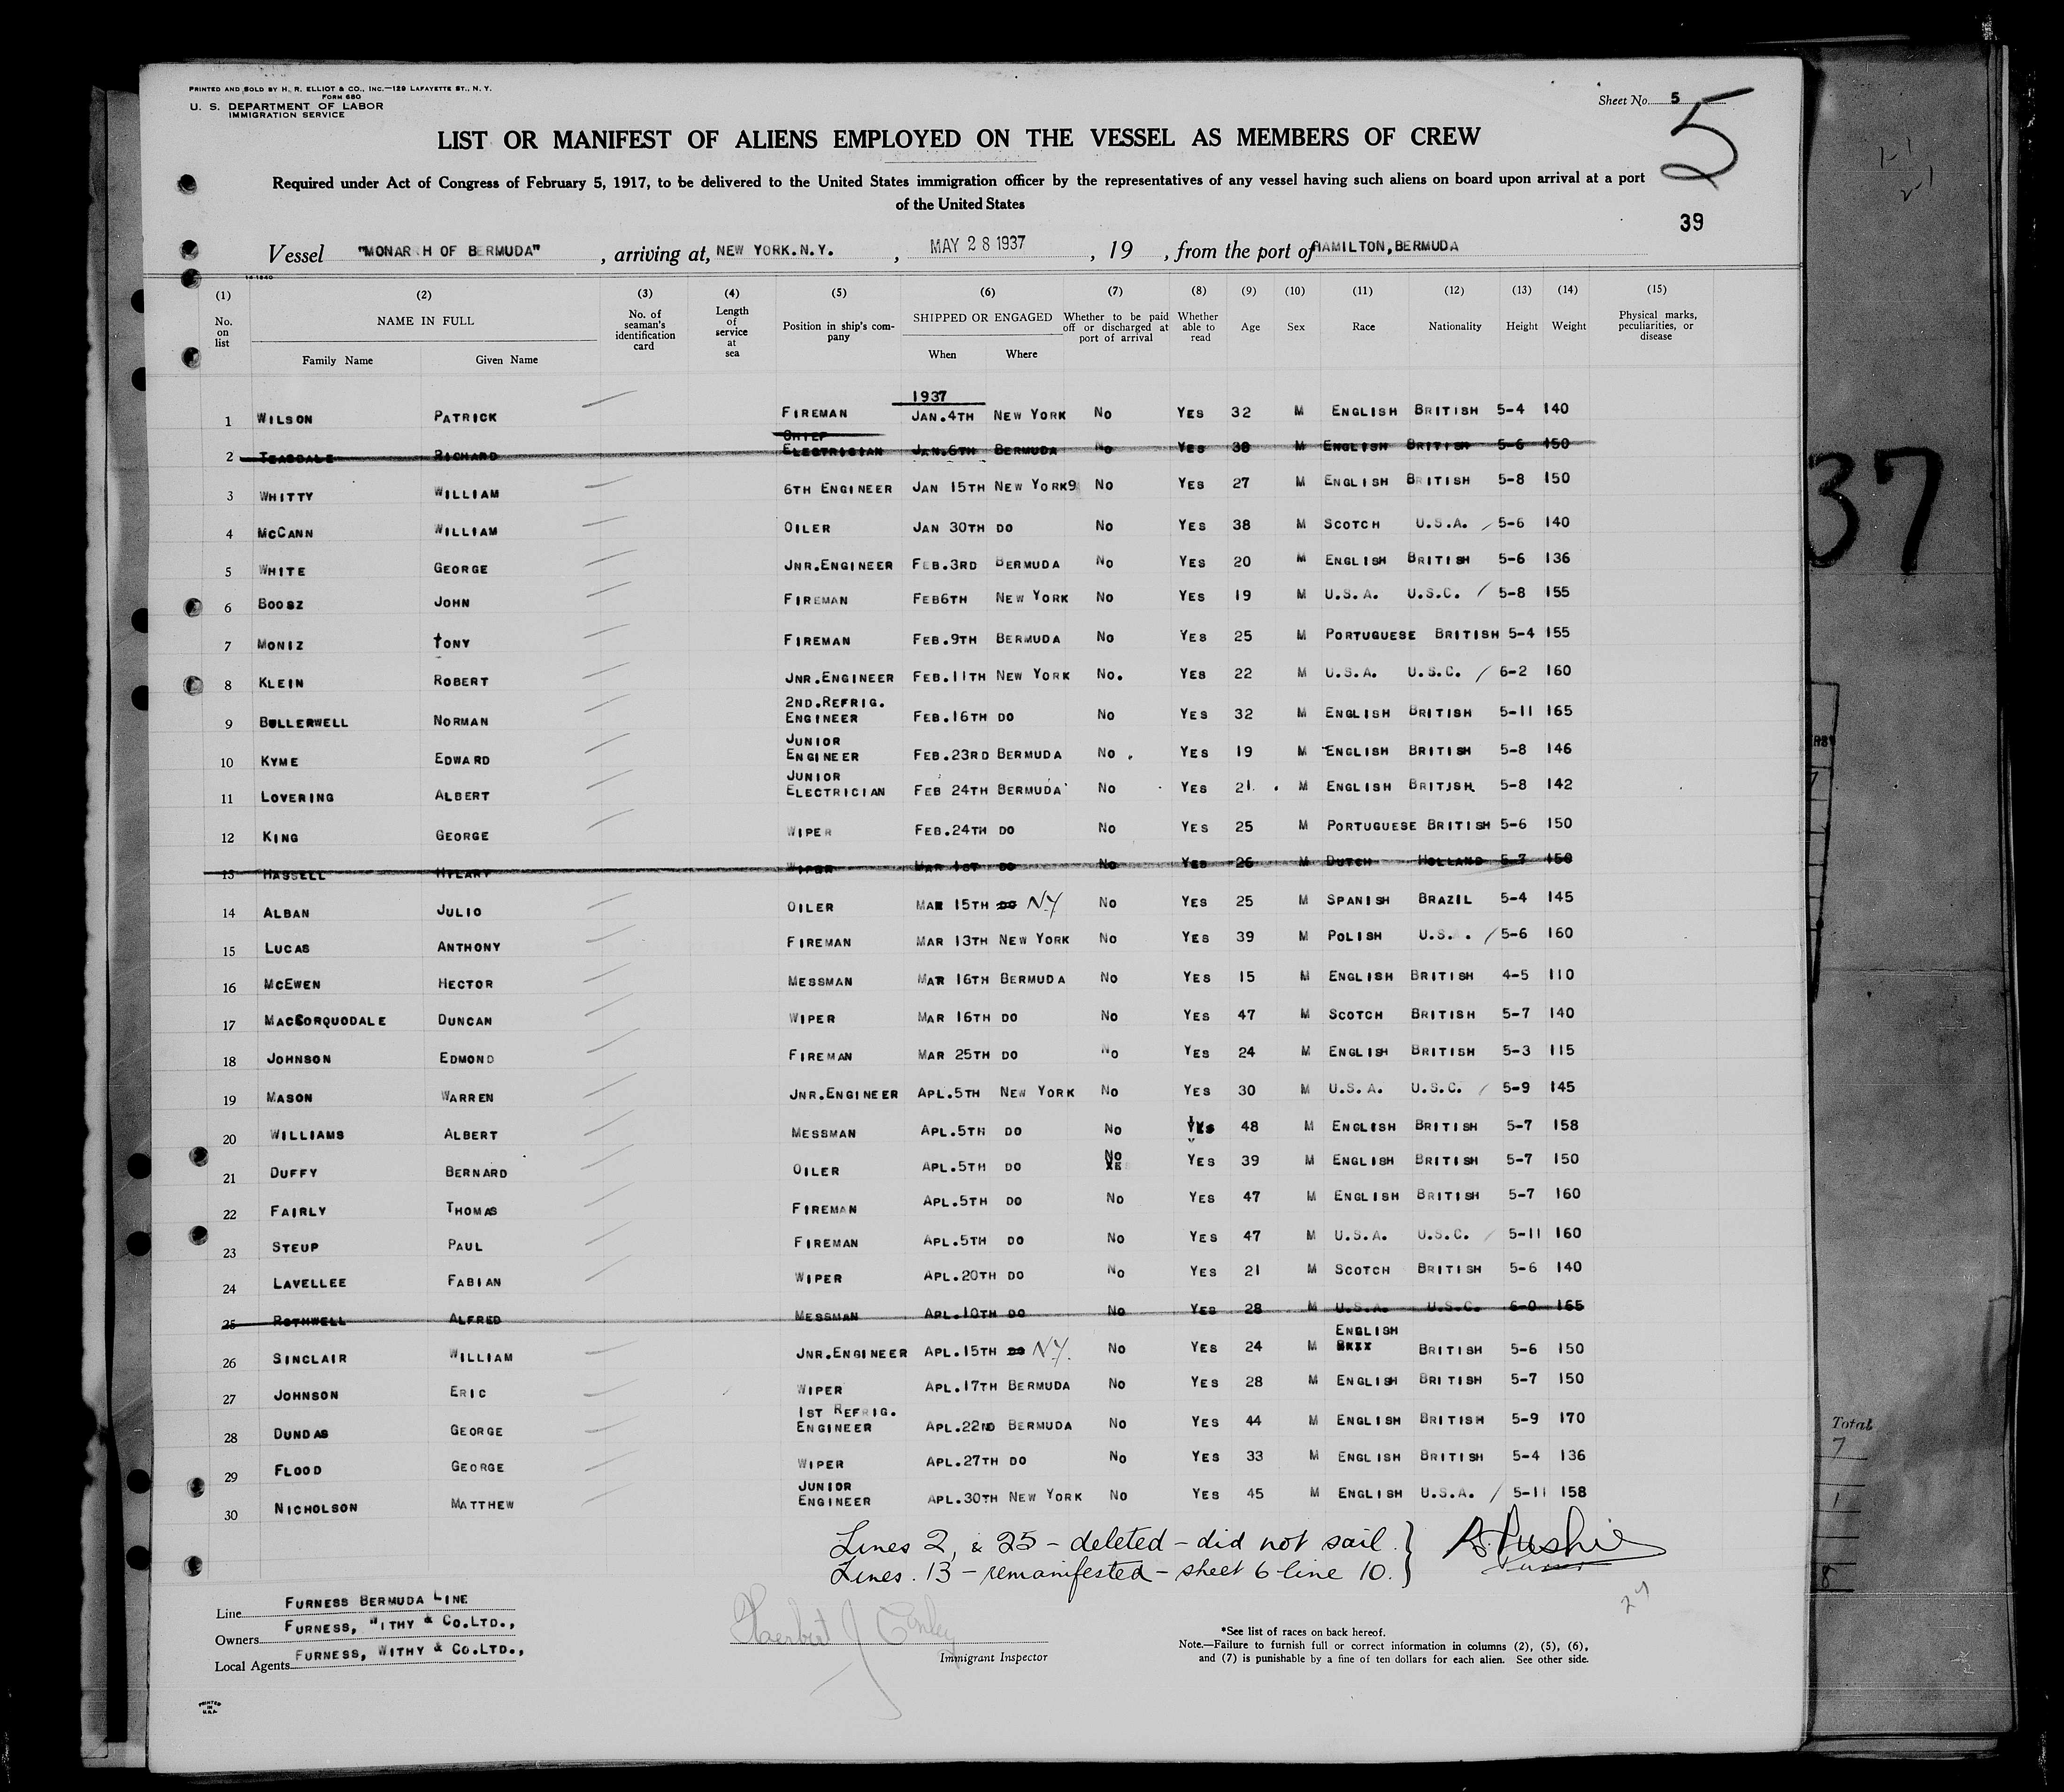 PRINTED AND SOLD BY H. R. ELLIOT & CO., INC.—129 LAFAYETTE ST., N. Y.
FORM 680
U. S. DEPARTMENT OF LABOR
IMMIGRATION SERVICE
Sheet No. 5
5
LIST OR MANIFEST OF ALIENS EMPLOYED ON THE VESSEL AS MEMBERS OF CREW
Required under Act of Congress of February 5, 1917, to be delivered to the United States immigration officer by the representatives of any vessel having such aliens on board upon arrival at a port
of the United States
39
Vessel "MONAR H OF BERMUDA" , arriving at, NEW YORK.N.Y. , MAY 28 1937 , 19 , from the port of HAMILTON,BERMUDA
14-1240
(1) (2) (3) (4) (5) (6) (7) (8) (9) (10) (11) (12) (13) (14) (15)
No. on list NAME IN FULL Family Name Given Name No. of seaman's identification card Length of service at sea Position in ship's company SHIPPED OR ENGAGED When Where Whether to be paid off or discharged at port of arrival Whether able to read Age Sex Race Nationality Height Weight Physical marks, peculiarities, or disease
1937
1 WILSON PATRICK FIREMAN JAN.4TH NEW YORK No YES 32 M ENGLISH BRITISH 5-4 140
2 TEASDALE RICHARD CHIEF ELECTRICIAN JAN.6TH BERMUDA No YES 38 M ENGLISH BRITISH 5-6 150
3 WHITTY WILLIAM 6TH ENGINEER JAN 15TH NEW YORK9 No YES 27 M ENGLISH BRITISH 5-8 150
4 McCANN WILLIAM OILER JAN 30TH DO No YES 38 M SCOTCH U.S.A. / 5-6 140
5 WHITE GEORGE JNR.ENGINEER FEB.3RD BERMUDA No YES 20 M ENGLISH BRITISH 5-6 136
6 BOOSZ JOHN FIREMAN FEB6TH NEW YORK No YES 19 M U.S.A. U.S.C. / 5-8 155
7 MONIZ TONY FIREMAN FEB.9TH BERMUDA No YES 25 M PORTUGUESE BRITISH 5-4 155
8 KLEIN ROBERT JNR.ENGINEER FEB.11TH NEW YORK No. YES 22 M U.S.A. U.S.C. / 6-2 160
9 BULLERWELL NORMAN 2ND.REFRIG. ENGINEER FEB.16TH DO No YES 32 M ENGLISH BRITISH 5-11 165
10 KYME EDWARD JUNIOR ENGINEER FEB.23RD BERMUDA No . YES 19 M ENGLISH BRITISH 5-8 146
11 LOVERING ALBERT JUNIOR ELECTRICIAN FEB 24TH BERMUDA No YES 21. M ENGLISH BRITISH 5-8 142
12 KING GEORGE WIPER FEB.24TH DO No YES 25 M PORTUGUESE BRITISH 5-6 150
13 HASSELL HYLARY WIPER MAR 1ST DO No YES 26 M DUTCH HOLLAND 5-7 150
14 ALBAN JULIO OILER MAR 15TH DO NY No YES 25 M SPANISH BRAZIL 5-4 145
15 LUCAS ANTHONY FIREMAN MAR 13TH NEW YORK No YES 39 M POLISH U.S. . / 5-6 160
16 McEWEN HECTOR MESSMAN MAR 16TH BERMUDA No YES 15 M ENGLISH BRITISH 4-5 110
17 MACCORQUODALE DUNCAN WIPER MAR 16TH DO No YES 47 M SCOTCH BRITISH 5-7 140
18 JOHNSON EDMOND FIREMAN MAR 25TH DO No YES 24 M ENGLISH BRITISH 5-3 115
19 MASON WARREN JNR.ENGINEER APL.5TH NEW YORK No YES 30 M U.S.A. U.S.C. / 5-9 145
20 WILLIAMS ALBERT MESSMAN APL.5TH DO No YES 48 M ENGLISH BRITISH 5-7 158
21 DUFFY BERNARD OILER APL.5TH DO No YES 39 M ENGLISH BRITISH 5-7 150
22 FAIRLY THOMAS FIREMAN APL.5TH DO No YES 47 M ENGLISH BRITISH 5-7 160
23 STEUP PAUL FIREMAN APL.5TH DO No YES 47 M U.S.A. U.S.C. / 5-11 160
24 LAVELLEE FABIAN WIPER APL.20TH DO No YES 21 M SCOTCH BRITISH 5-6 140
25 ROTHWELL ALFRED MESSMAN APL.10TH DO No YES 28 M U.S.A. U.S.C. 6-0 165
26 SINCLAIR WILLIAM JNR.ENGINEER APL.15TH DO N.Y. No YES 24 M ENGLISH BRITISH 5-6 150
27 JOHNSON ERIC WIPER APL.17TH BERMUDA No YES 28 M ENGLISH BRITISH 5-7 150
28 DUNDAS GEORGE 1ST REFRIG. ENGINEER APL.22ND BERMUDA No YES 44 M ENGLISH BRITISH 5-9 170
29 FLOOD GEORGE WIPER APL.27TH DO No YES 33 M ENGLISH BRITISH 5-4 136
30 NICHOLSON MATTHEW JUNIOR ENGINEER APL.30TH NEW YORK No YES 45 M ENGLISH U.S.A. / 5-11 158
Lines 2, & 25 – deleted – did not sail.
Lines. 13 – remanifested – sheet 6 line 10.
Line FURNESS BERMUDA LINE
Owners FURNESS, WITHY & CO.LTD.,
Local Agents FURNESS, WITHY & CO.LTD.,
Herbert J Conley
Immigrant Inspector
*See list of races on back hereof.
Note.—Failure to furnish full or correct information in columns (2), (5), (6),
and (7) is punishable by a fine of ten dollars for each alien. See other side.
PRINTED IN U.S.A.
37
Total
7
1
8